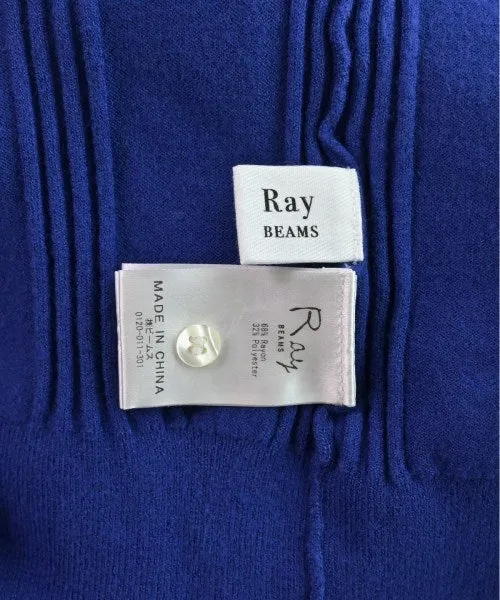 Ray
BEAMS
Ray
BEAMS
68% Rayon
32% Polyester
MADE IN CHINA
㈱ビームス
0120-011-301